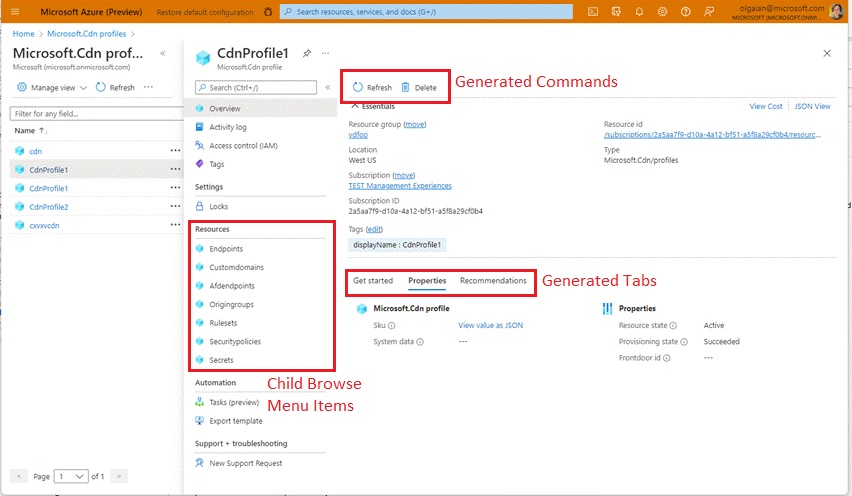 Microsoft Azure (Preview)
Restore default configuration
Search resources, services, and docs (G+/)
olgaian@microsoft.com
MICROSOFT (MICROSOFT.ONMI...
Home > Microsoft.Cdn profiles >
Microsoft.Cdn prof...
Microsoft (microsoft.onmicrosoft.com)
Manage view
Refresh
Filter for any field...
Name
cdn
CdnProfile1
CdnProfile1
CdnProfile2
cxvxvcdn
< Page 1 of 1 >
CdnProfile1
Microsoft.Cdn profile
Search (Ctrl+/)
Overview
Activity log
Access control (IAM)
Tags
Settings
Locks
Resources
Endpoints
Customdomains
Afdendpoints
Origingroups
Rulesets
Securitypolicies
Secrets
Automation
Tasks (preview)
Export template
Support + troubleshooting
New Support Request
Child Browse
Menu Items
Refresh
Delete
Generated Commands
Essentials
View Cost
JSON View
Resource group (move)
vdfoo
Location
West US
Subscription (move)
TEST Management Experiences
Subscription ID
2a5aa7f9-d10a-4a12-bf51-a5f8a29cf0b4
Tags (edit)
displayName : CdnProfile1
Resource id
/subscriptions/2a5aa7f9-d10a-4a12-bf51-a5f8a29cf0b4/resourc...
Type
Microsoft.Cdn/profiles
Get started
Properties
Recommendations
Generated Tabs
Microsoft.Cdn profile
Sku
View value as JSON
System data
---
Properties
Resource state
Active
Provisioning state
Succeeded
Frontdoor id
---